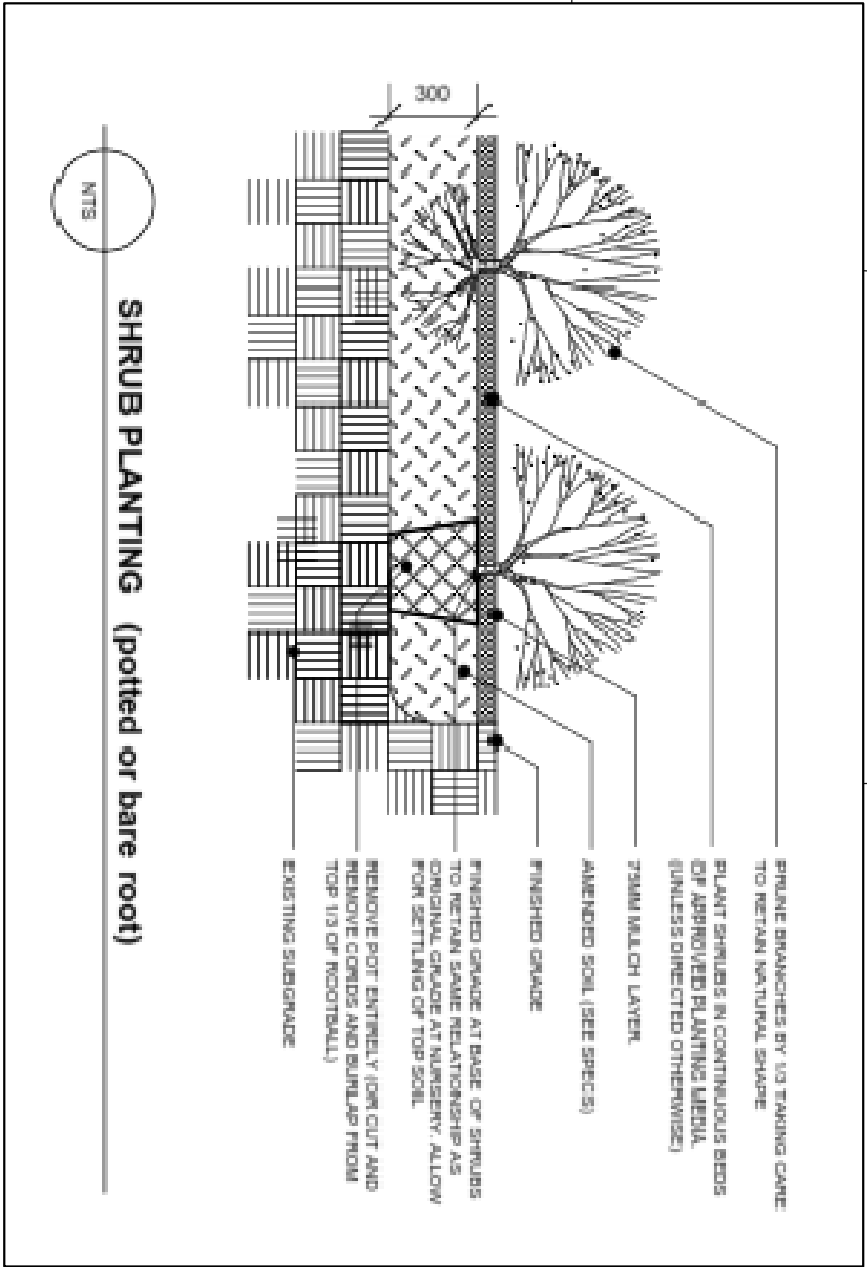 PRUNE BRANCHES BY 1/3 TAKING CARE
TO RETAIN NATURAL SHAPE
PLANT SHRUBS IN CONTINUOUS BEDS
OF APPROVED PLANTING MEDIA
(UNLESS DIRECTED OTHERWISE)
75MM MULCH LAYER
AMENDED SOIL (SEE SPECS)
FINISHED GRADE
300
FINISHED GRADE AT BASE OF SHRUBS
TO RETAIN SAME RELATIONSHIP AS
ORIGINAL GRADE AT NURSERY. ALLOW
FOR SETTLING OF TOP SOIL
REMOVE POT ENTIRELY (OR CUT AND
REMOVE CORDS AND BURLAP FROM
TOP 1/3 OF ROOTBALL)
EXISTING SUBGRADE
SHRUB PLANTING (potted or bare root)
NTS